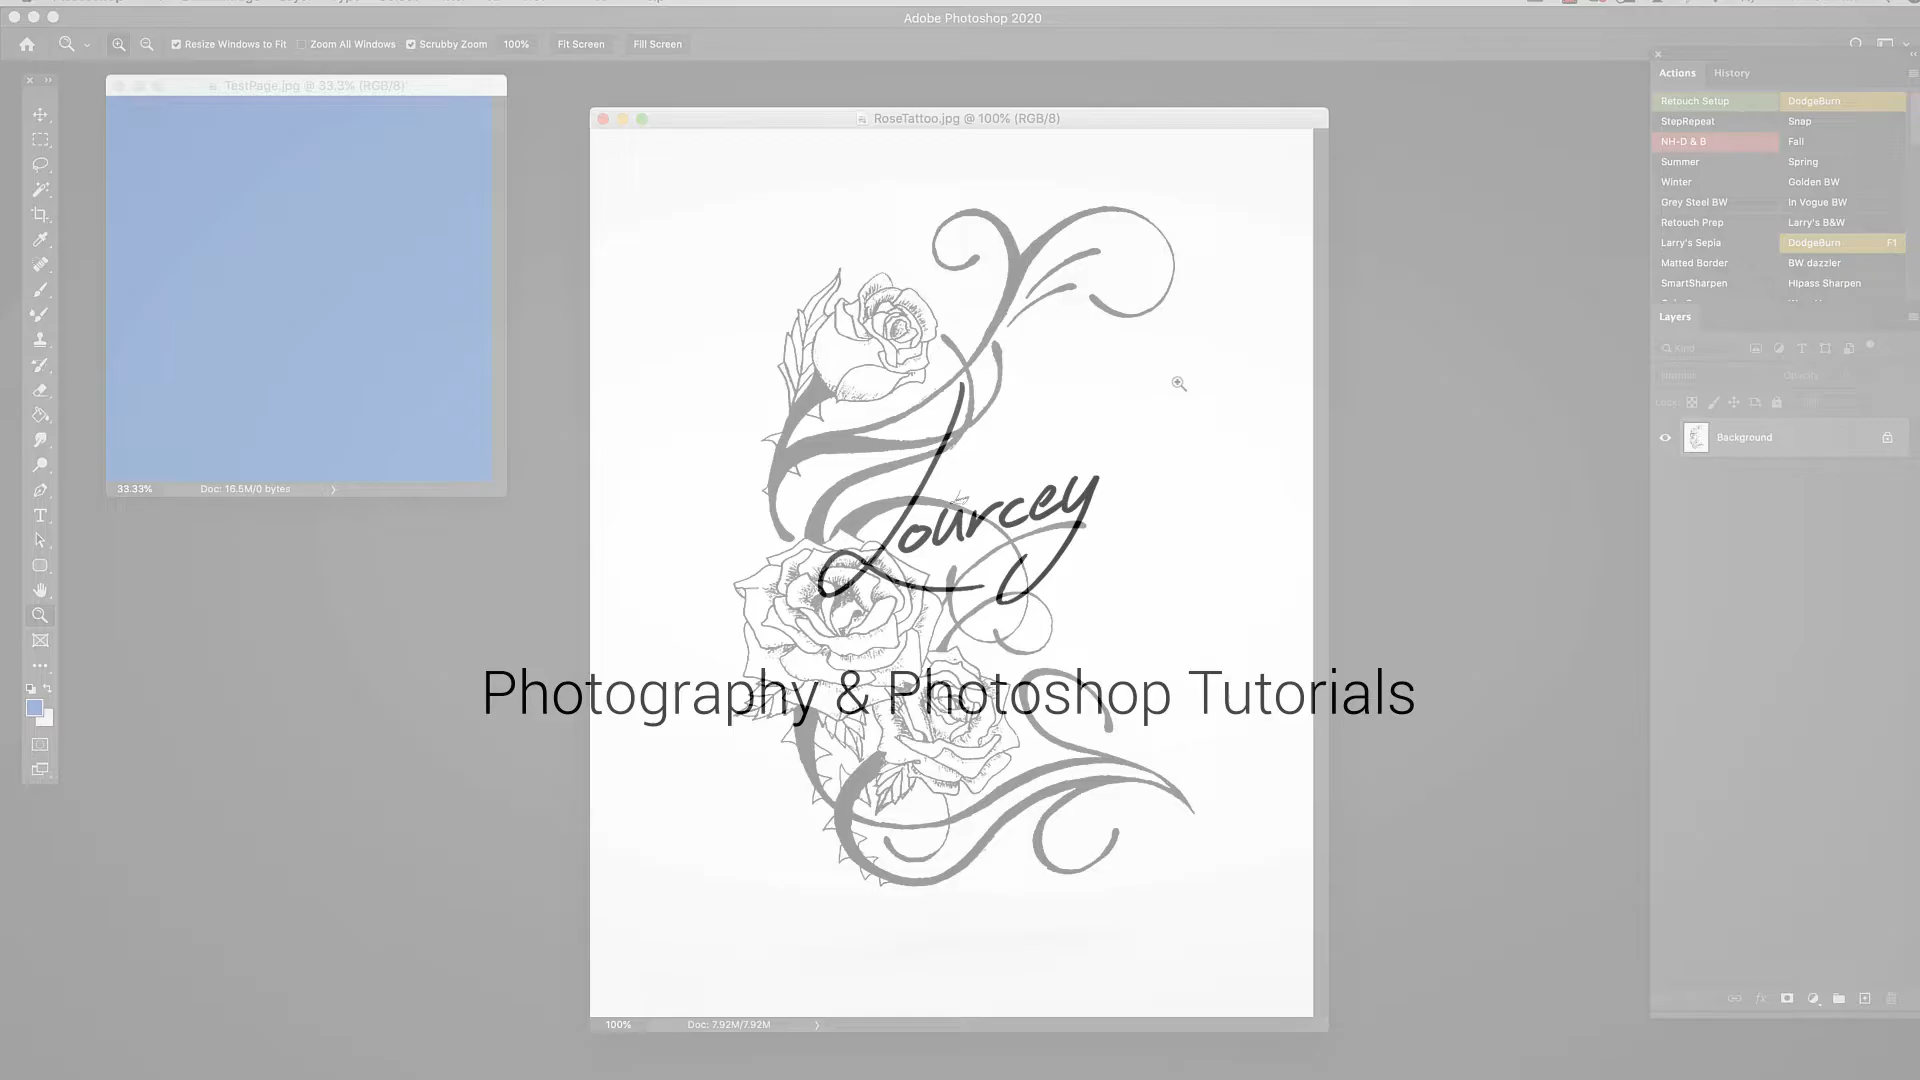 Adobe Photoshop 2020
Resize Windows to Fit
Zoom All Windows
Scrubby Zoom
100%
Fit Screen
Fill Screen
TestPage.jpg @ 33.3% (RGB/8)
33.33%
Doc: 16.5M/0 bytes
RoseTattoo.jpg @ 100% (RGB/8)
Lourcey
Photography & Photoshop Tutorials
100%
Doc: 7.92M/7.92M
Actions
History
Retouch Setup
DodgeBurn
StepRepeat
Snap
NH-D & B
Fall
Summer
Spring
Winter
Golden BW
Grey Steel BW
In Vogue BW
Retouch Prep
Larry's B&W
Larry's Sepia
DodgeBurn F1
Matted Border
BW dazzler
SmartSharpen
Hipass Sharpen
Layers
Kind
Opacity
Lock:
Background